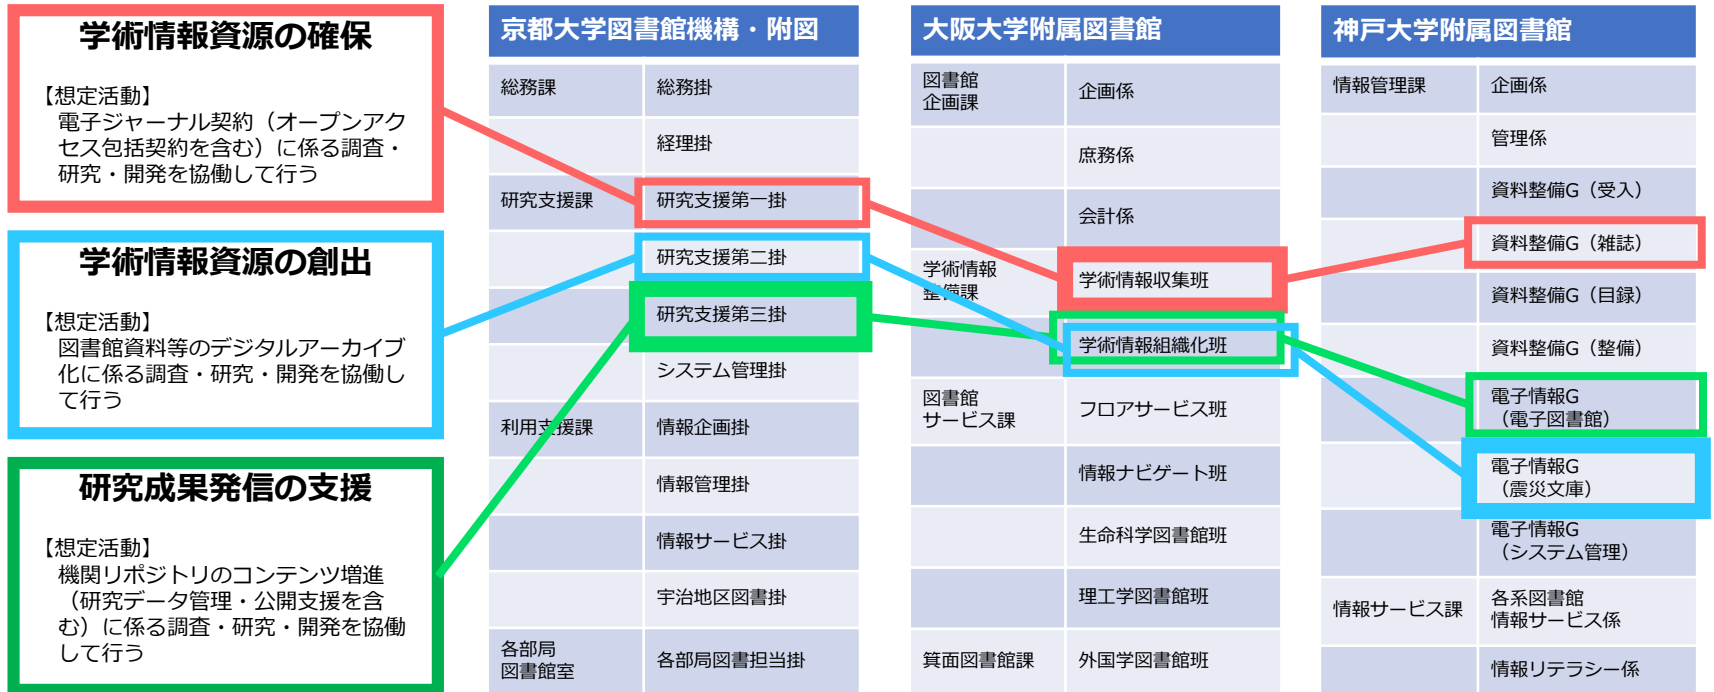 学術情報資源の確保
【想定活動】
電子ジャーナル契約（オープンアク
セス包括契約を含む）に係る調査・
研究・開発を協働して行う
学術情報資源の創出
【想定活動】
図書館資料等のデジタルアーカイブ
化に係る調査・研究・開発を協働し
て行う
研究成果発信の支援
【想定活動】
機関リポジトリのコンテンツ増進
（研究データ管理・公開支援を含
む）に係る調査・研究・開発を協働
して行う
京都大学図書館機構・附図
総務課
総務掛
経理掛
研究支援課
研究支援第一掛
研究支援第二掛
研究支援第三掛
システム管理掛
利用支援課
情報企画掛
情報管理掛
情報サービス掛
宇治地区図書掛
各部局
図書館室
各部局図書担当掛
大阪大学附属図書館
図書館
企画課
企画係
庶務係
会計係
学術情報
整備課
学術情報収集班
学術情報組織化班
図書館
サービス課
フロアサービス班
情報ナビゲート班
生命科学図書館班
理工学図書館班
箕面図書館課
外国学図書館班
神戸大学附属図書館
情報管理課
企画係
管理係
資料整備G（受入）
資料整備G（雑誌）
資料整備G（目録）
資料整備G（整備）
電子情報G
（電子図書館）
電子情報G
（震災文庫）
電子情報G
（システム管理）
情報サービス課
各系図書館
情報サービス係
情報リテラシー係